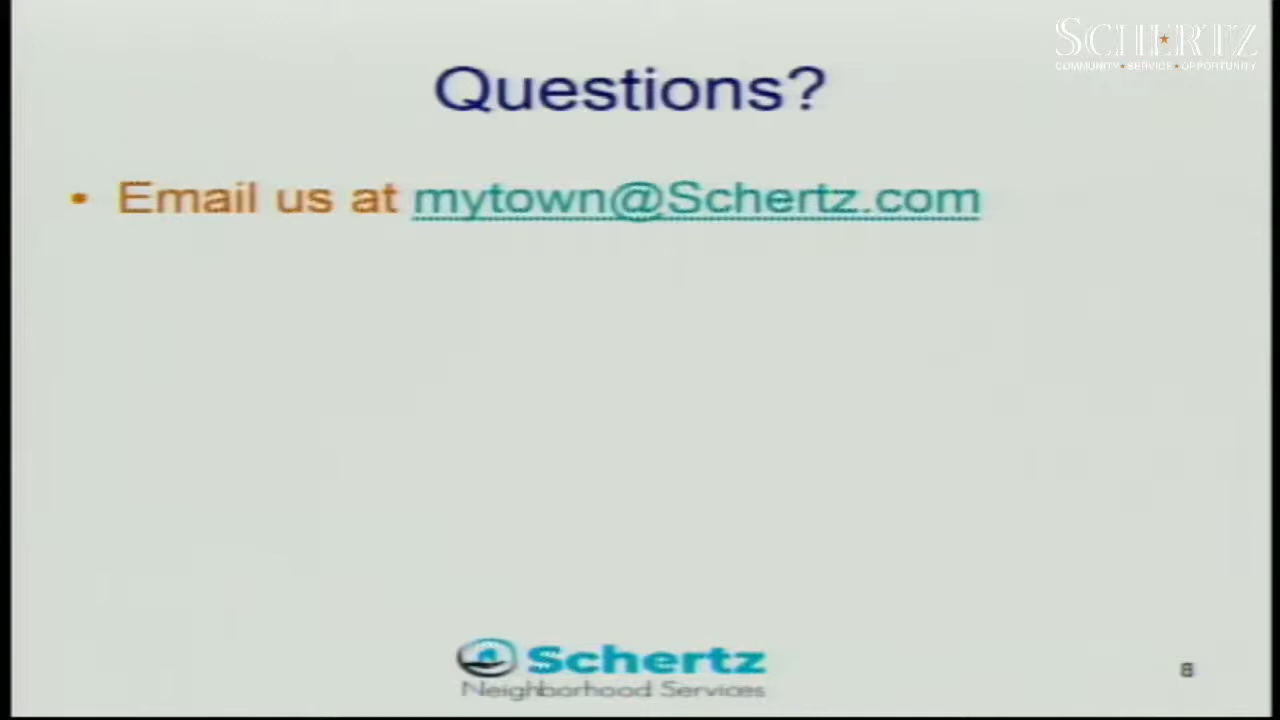 SCHERTZ
COMMUNITY★SERVICE★OPPORTUNITY
Questions?
• Email us at mytown@Schertz.com
Schertz
Neighborhood Services
8